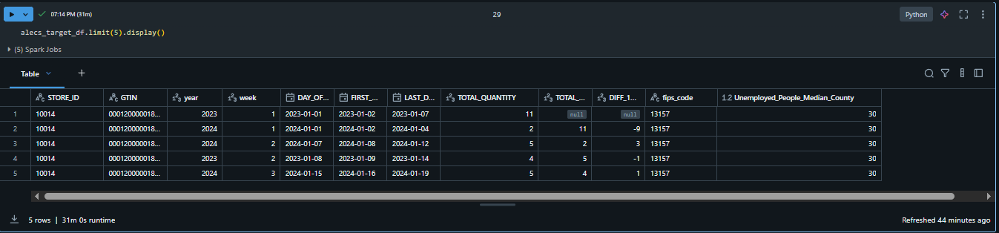 07:14 PM (31m) 29 Python
alecs_target_df.limit(5).display()
(5) Spark Jobs
Table +
STORE_ID GTIN year week DAY_OF... FIRST_... LAST_D... TOTAL_QUANTITY TOTAL_... DIFF_1... fips_code 1.2 Unemployed_People_Median_County
1 10014 000120000018... 2023 1 2023-01-01 2023-01-02 2023-01-07 11 null null 13157 30
2 10014 000120000018... 2024 1 2024-01-01 2024-01-02 2024-01-04 2 11 -9 13157 30
3 10014 000120000018... 2024 2 2024-01-07 2024-01-08 2024-01-12 5 2 3 13157 30
4 10014 000120000018... 2023 2 2023-01-08 2023-01-09 2023-01-14 4 5 -1 13157 30
5 10014 000120000018... 2024 3 2024-01-15 2024-01-16 2024-01-19 5 4 1 13157 30
5 rows | 31m 0s runtime Refreshed 44 minutes ago